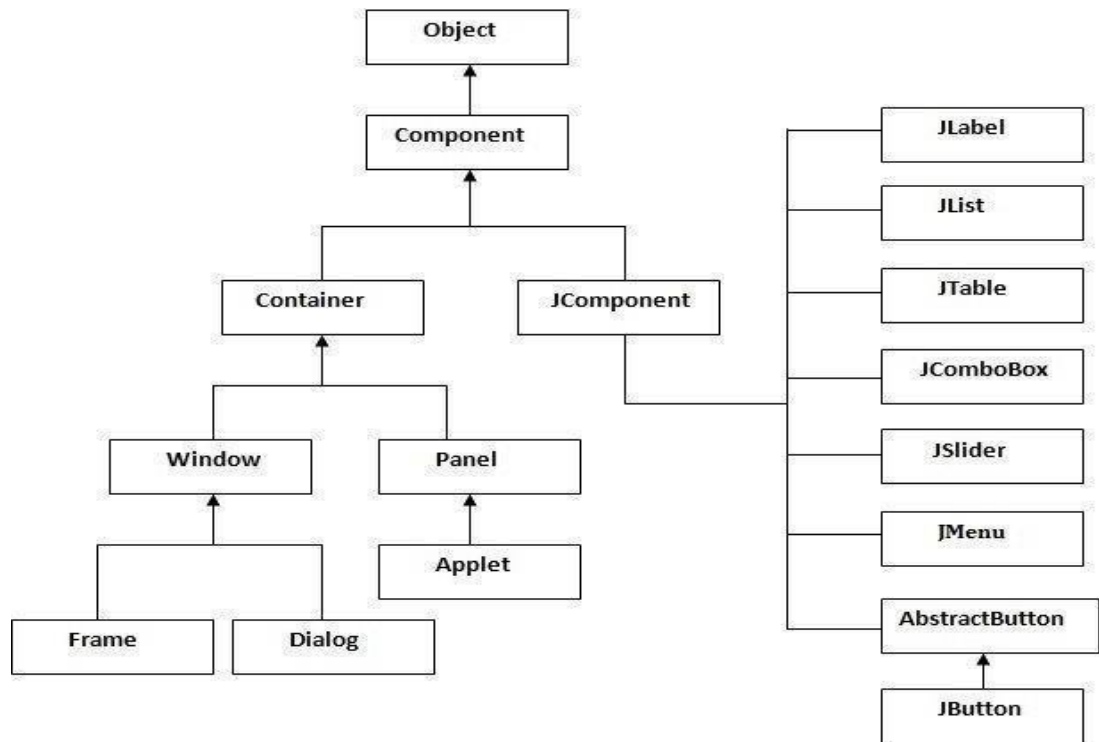 Object
Component
Container
JComponent
Window
Panel
Applet
Frame
Dialog
JLabel
JList
JTable
JComboBox
JSlider
JMenu
AbstractButton
JButton